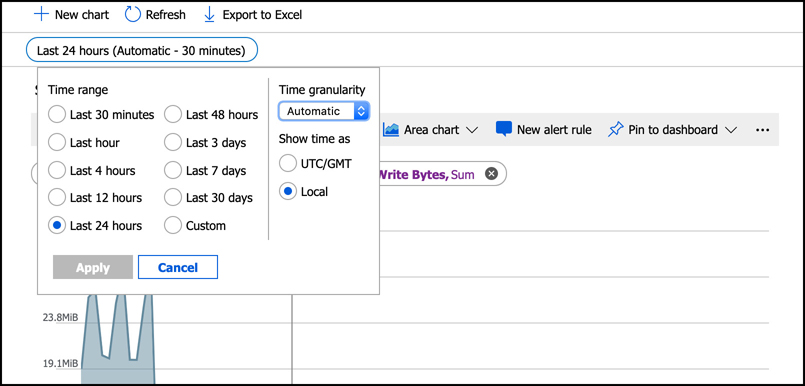 New chart Refresh Export to Excel
Last 24 hours (Automatic - 30 minutes)
Time range Time granularity
Last 30 minutes Last 48 hours Automatic
Last hour Last 3 days Show time as
Last 4 hours Last 7 days UTC/GMT
Last 12 hours Last 30 days Local
Last 24 hours Custom
Apply Cancel
Area chart New alert rule Pin to dashboard ...
Write Bytes, Sum
23.8MiB
19.1MiB